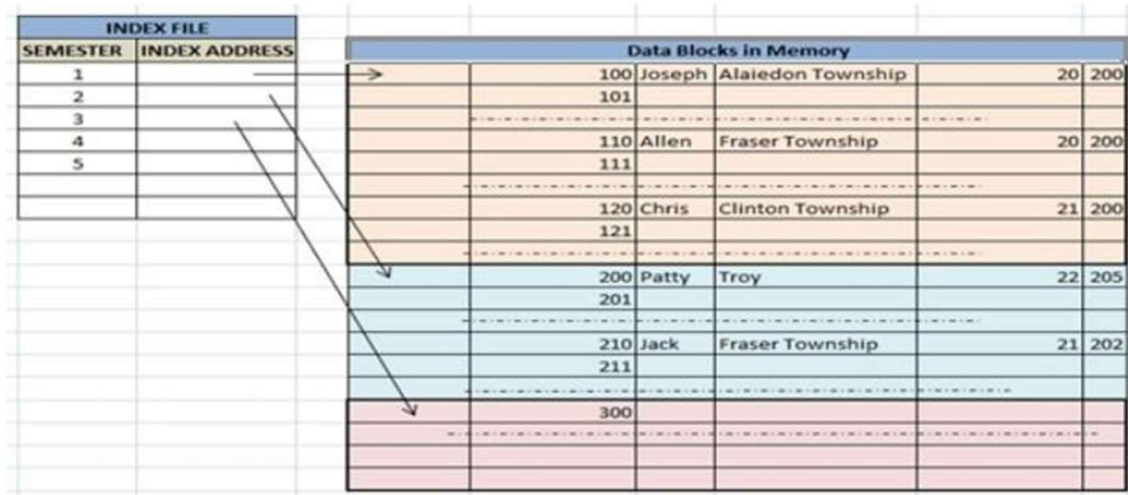 INDEX FILE
SEMESTER INDEX ADDRESS
1
2
3
4
5
Data Blocks in Memory
100 Joseph Alaiedon Township 20 200
101
110 Allen Fraser Township 20 200
111
120 Chris Clinton Township 21 200
121
200 Patty Troy 22 205
201
210 Jack Fraser Township 21 202
211
300